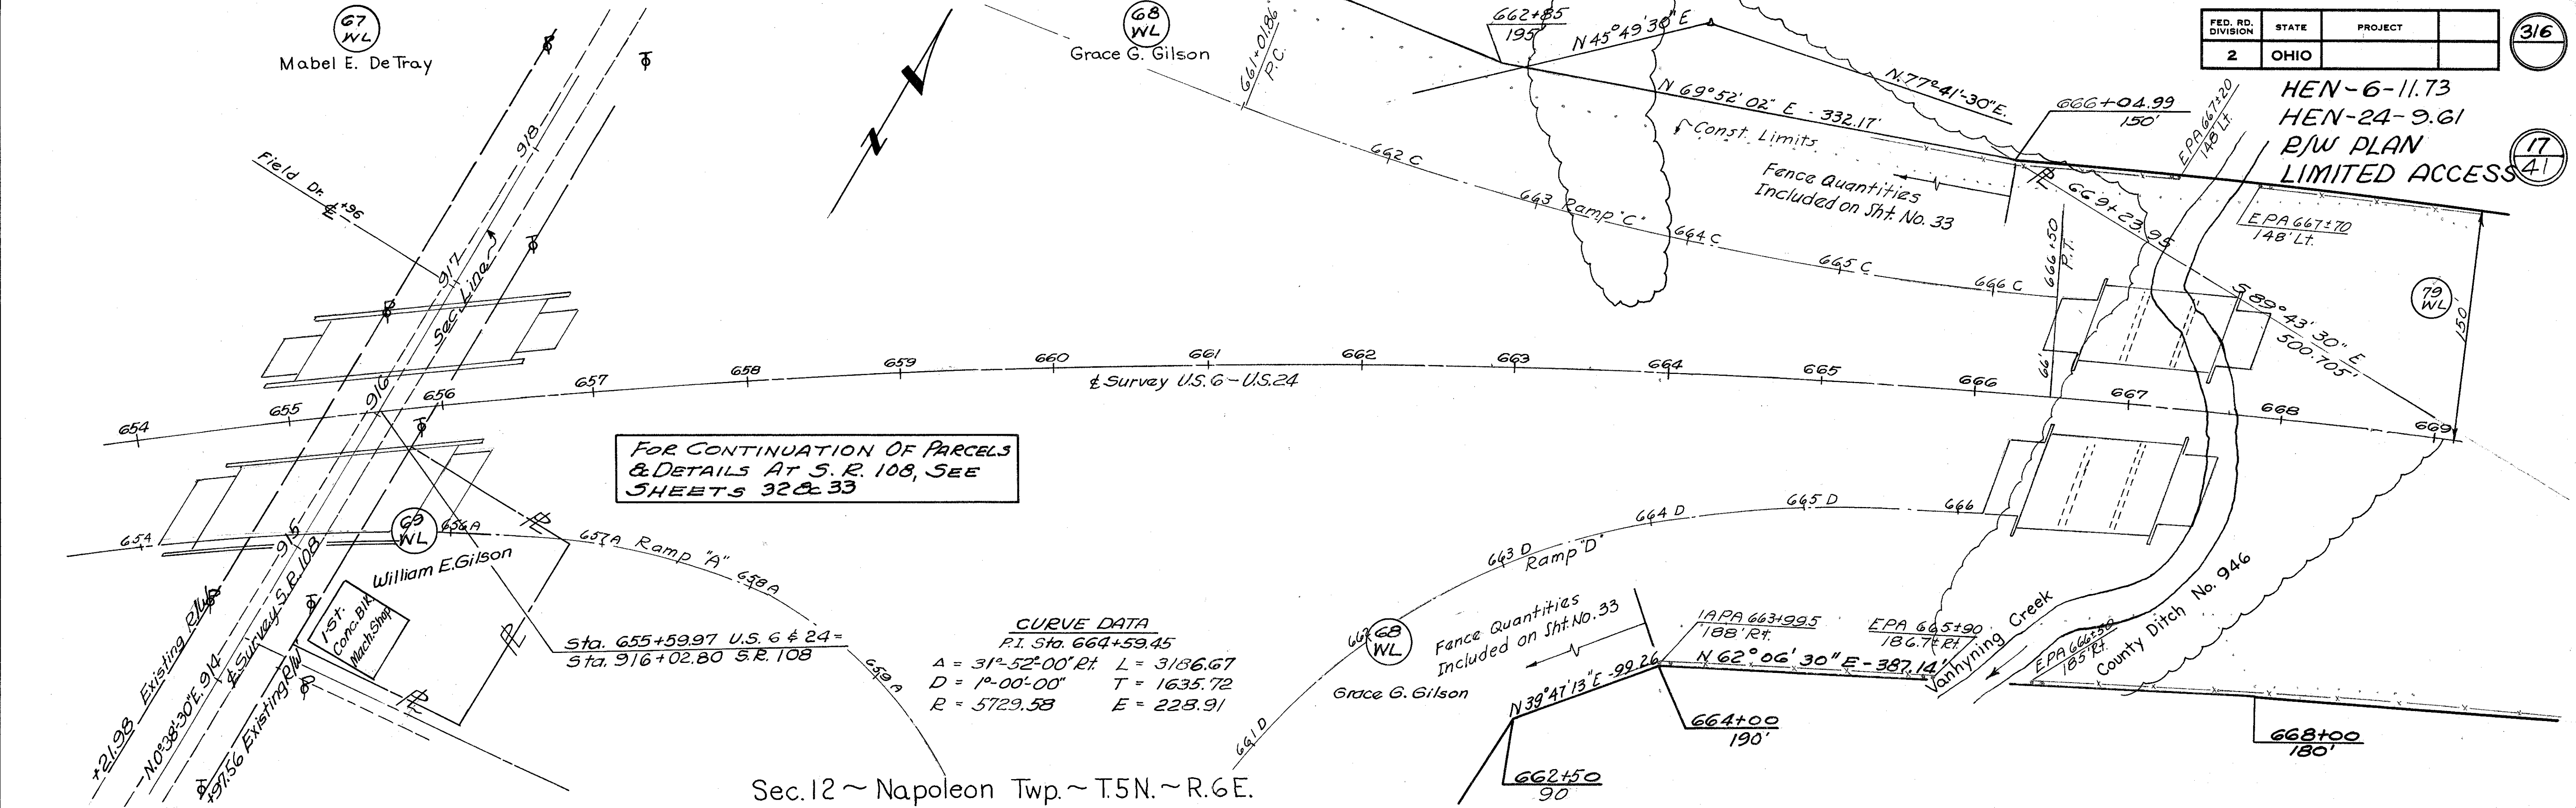 67
WL
Mabel E. DeTray
68
WL
Grace G. Gilson
N
661+01.86
P.C.
662+85
195'
N 45° 49' 30" E
N 69° 52' 02" E - 332.17'
N.77°-41'-30"E.
Const. Limits
Fence Quantities
Included on Sht. No. 33
666+04.99
150'
EPA 667±20
148' Lt.
FED. RD.
DIVISION
STATE
PROJECT
2
OHIO
316
HEN-6-11.73
HEN-24-9.61
R/W PLAN
LIMITED ACCESS
17
41
EPA 667±70
148' Lt.
669+23.95
S 89° 43' 30" E
500.705'
79
WL
150'
Field Dr.
₵ +96
918
917
Sec. Line
916
915
914
662 C
663 Ramp "C"
664 C
665 C
666 C
666+50
P.T.
66'
654
655
656
657
658
659
660
661
662
663
664
665
666
667
668
669
₵ Survey U.S. 6 - U.S. 24
FOR CONTINUATION OF PARCELS
& DETAILS AT S.R. 108, SEE
SHEETS 32 & 33
654
69
WL
656A
657A Ramp "A"
658A
659A
William E. Gilson
1-St.
Conc. Blk.
Mach. Shop
+21.98 Existing R/W
N.0°38'-30"E.
₵ Survey S.R. 108
+97.56 Existing R/W
Sta. 655+59.97 U.S. 6 & 24 =
Sta. 916+02.80 S.R. 108
CURVE DATA
P.I. Sta. 664+59.45
Δ = 31°-52'-00" Rt. L = 3186.67
D = 1°-00'-00" T = 1635.72
R = 5729.58 E = 228.91
661 D
662
663 D
Ramp "D"
664 D
665 D
666
68
WL
Grace G. Gilson
Fence Quantities
Included on Sht. No. 33
N 39° 47' 13" E - 99.26
1APA 663+99.5
188' Rt.
EPA 665±90
186.7± Rt.
N 62° 06' 30" E - 387.14'
Vanhyning Creek
EPA 666±50
185' Rt.
County Ditch No. 946
664+00
190'
662+50
90
668+00
180'
Sec. 12 ~ Napoleon Twp. ~ T.5N. ~ R.6E.